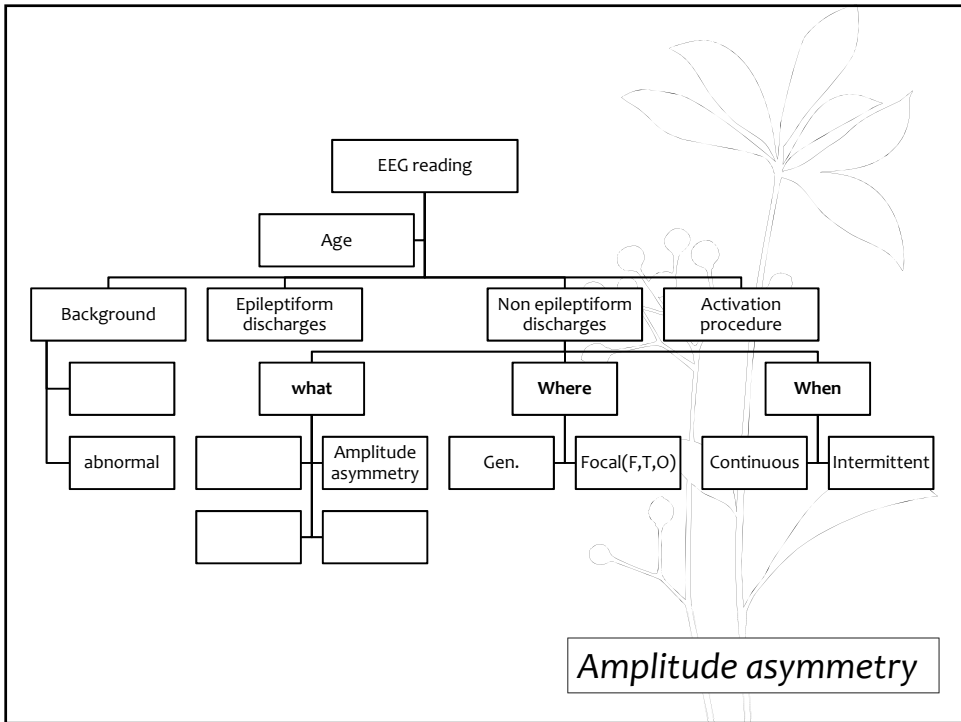 EEG reading
Age
Background
Epileptiform
discharges
Non epileptiform
discharges
Activation
procedure
what
Where
When
abnormal
Amplitude
asymmetry
Gen.
Focal(F,T,O)
Continuous
Intermittent
Amplitude asymmetry